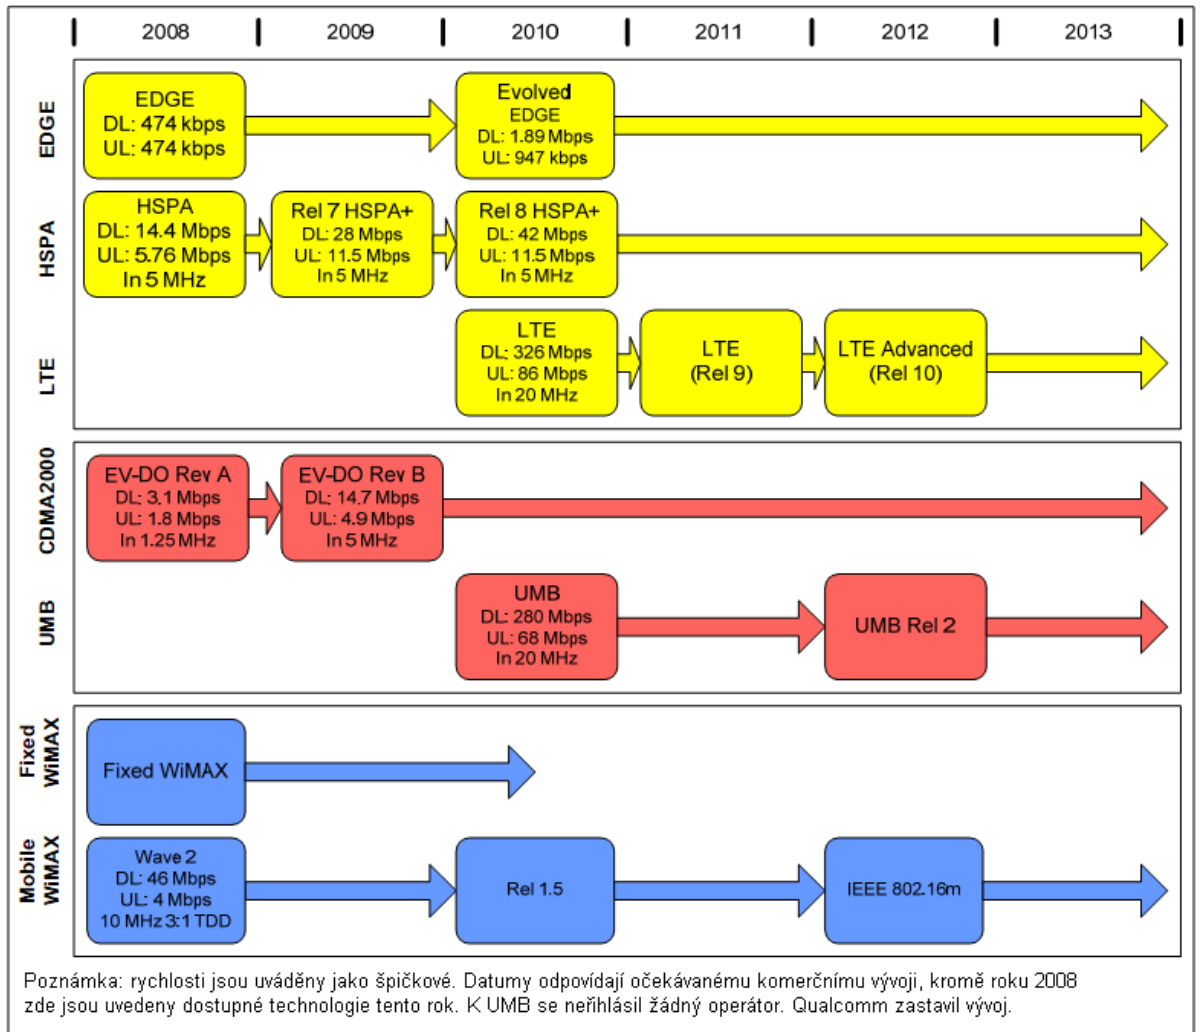 2008 2009 2010 2011 2012 2013
EDGE
EDGE
DL: 474 kbps
UL: 474 kbps
Evolved
EDGE
DL: 1.89 Mbps
UL: 947 kbps
HSPA
HSPA
DL: 14.4 Mbps
UL: 5.76 Mbps
In 5 MHz
Rel 7 HSPA+
DL: 28 Mbps
UL: 11.5 Mbps
In 5 MHz
Rel 8 HSPA+
DL: 42 Mbps
UL: 11.5 Mbps
In 5 MHz
LTE
LTE
DL: 326 Mbps
UL: 86 Mbps
In 20 MHz
LTE
(Rel 9)
LTE Advanced
(Rel 10)
CDMA2000
EV-DO Rev A
DL: 3.1 Mbps
UL: 1.8 Mbps
In 1.25 MHz
EV-DO Rev B
DL: 14.7 Mbps
UL: 4.9 Mbps
In 5 MHz
UMB
UMB
DL: 280 Mbps
UL: 68 Mbps
In 20 MHz
UMB Rel 2
Fixed
WiMAX
Fixed WiMAX
Mobile
WiMAX
Wave 2
DL: 46 Mbps
UL: 4 Mbps
10 MHz 3:1 TDD
Rel 1.5
IEEE 802.16m
Poznámka: rychlosti jsou uváděny jako špičkové. Datumy odpovídají očekávanému komerčnímu vývoji, kromě roku 2008
zde jsou uvedeny dostupné technologie tento rok. K UMB se neřihlásil žádný operátor. Qualcomm zastavil vývoj.